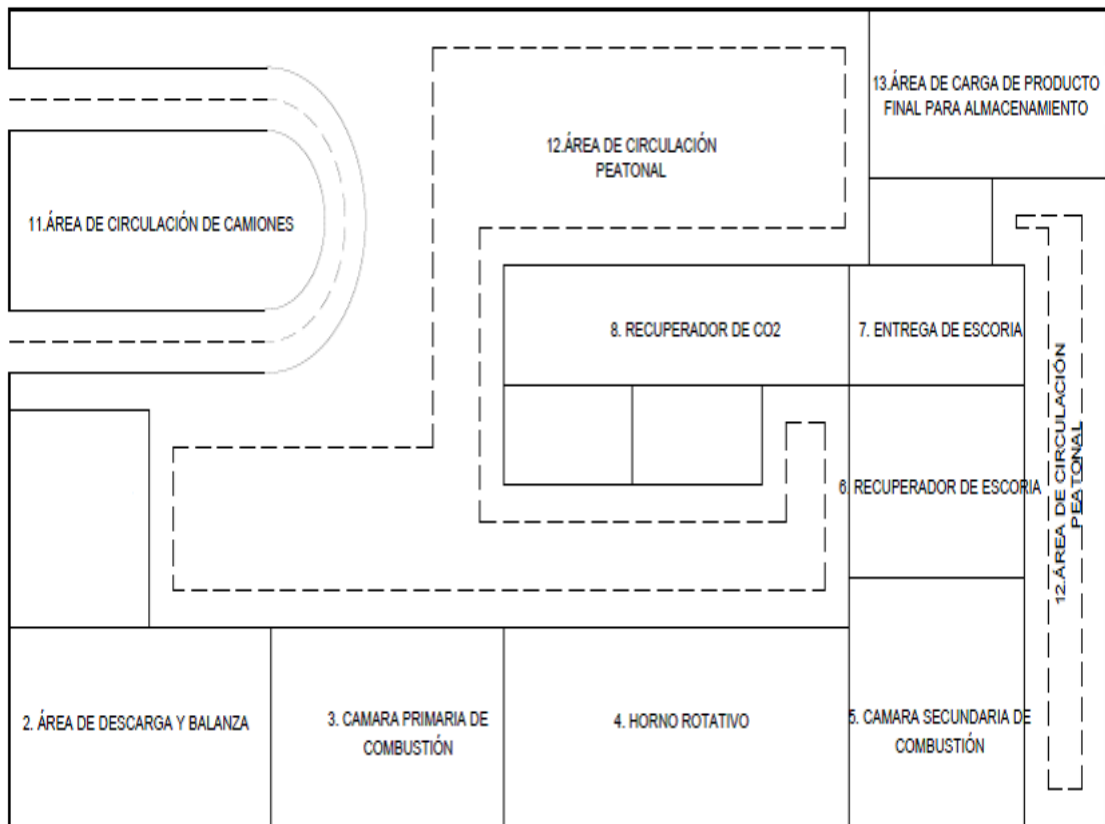 13.ÁREA DE CARGA DE PRODUCTO
FINAL PARA ALMACENAMIENTO
12.ÁREA DE CIRCULACIÓN
PEATONAL
11.ÁREA DE CIRCULACIÓN DE CAMIONES
8. RECUPERADOR DE CO2
7. ENTREGA DE ESCORIA
6. RECUPERADOR DE ESCORIA
12.ÁREA DE CIRCULACIÓN
PEATONAL
2. ÁREA DE DESCARGA Y BALANZA
3. CAMARA PRIMARIA DE
COMBUSTIÓN
4. HORNO ROTATIVO
5. CAMARA SECUNDARIA DE
COMBUSTIÓN